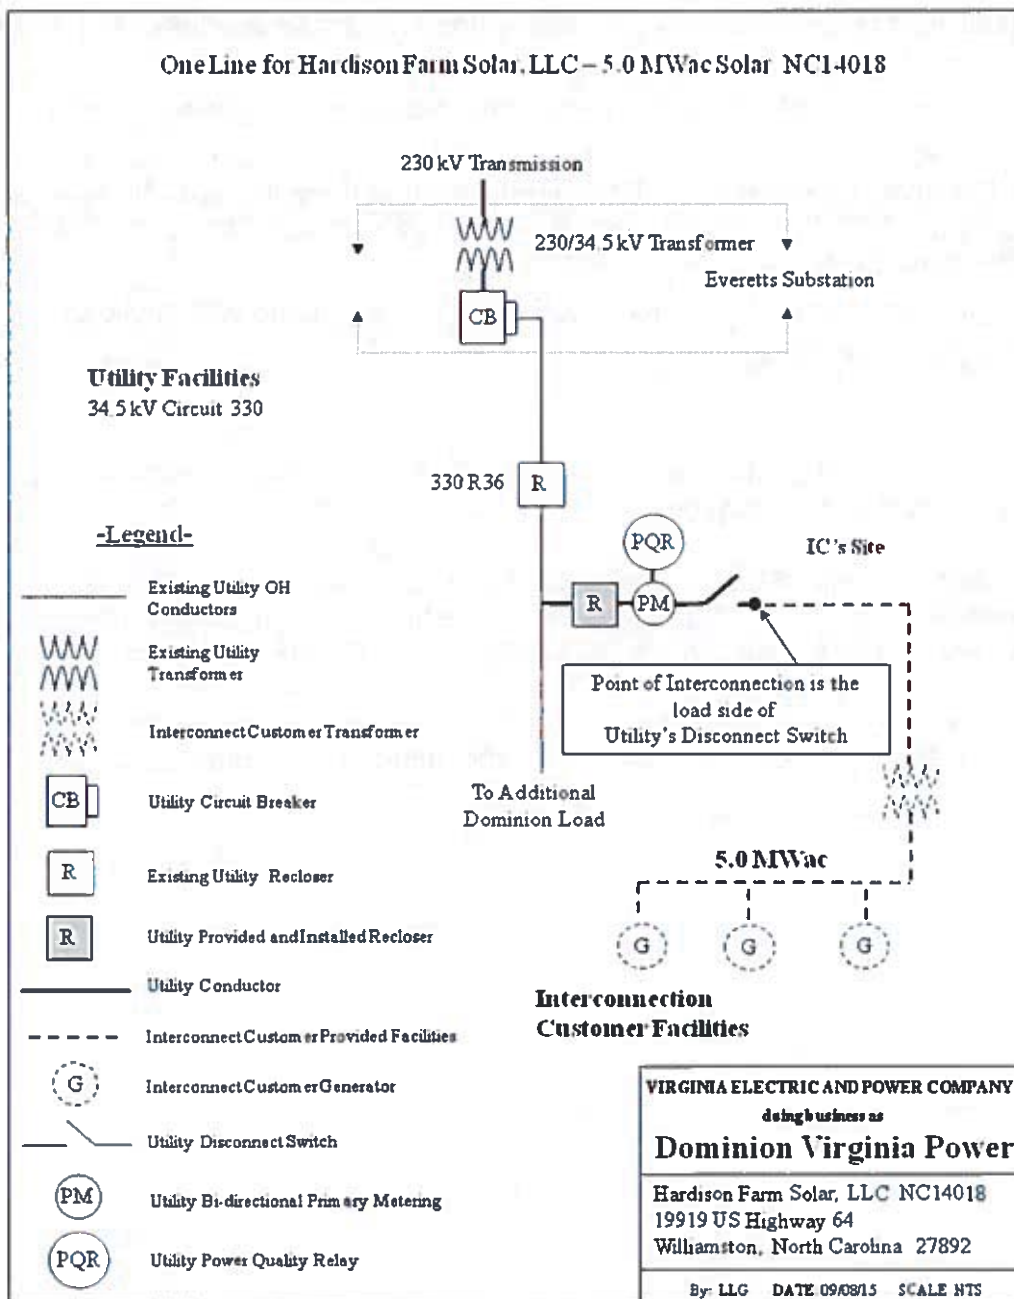 One Line for Hardison Farm Solar, LLC – 5.0 MWac Solar NC14018
230 kV Transmission
230/34.5 kV Transformer
Everetts Substation
CB
Utility Facilities
34.5 kV Circuit 330
330 R36
R
-Legend-
PQR
IC's Site
R
PM
Existing Utility OH
Conductors
Existing Utility
Transformer
Point of Interconnection is the
load side of
Utility's Disconnect Switch
Interconnect Customer Transformer
CB
Utility Circuit Breaker
To Additional
Dominion Load
R
Existing Utility Recloser
5.0 MWac
R
Utility Provided and Installed Recloser
G
G
G
Utility Conductor
Interconnection
Customer Facilities
Interconnect Customer Provided Facilities
G
Interconnect Customer Generator
Utility Disconnect Switch
PM
Utility Bi-directional Primary Metering
PQR
Utility Power Quality Relay
VIRGINIA ELECTRIC AND POWER COMPANY
doing business as
Dominion Virginia Power
Hardison Farm Solar, LLC NC14018
19919 US Highway 64
Williamston, North Carolina 27892
By: LLG DATE 09/08/15 SCALE NTS